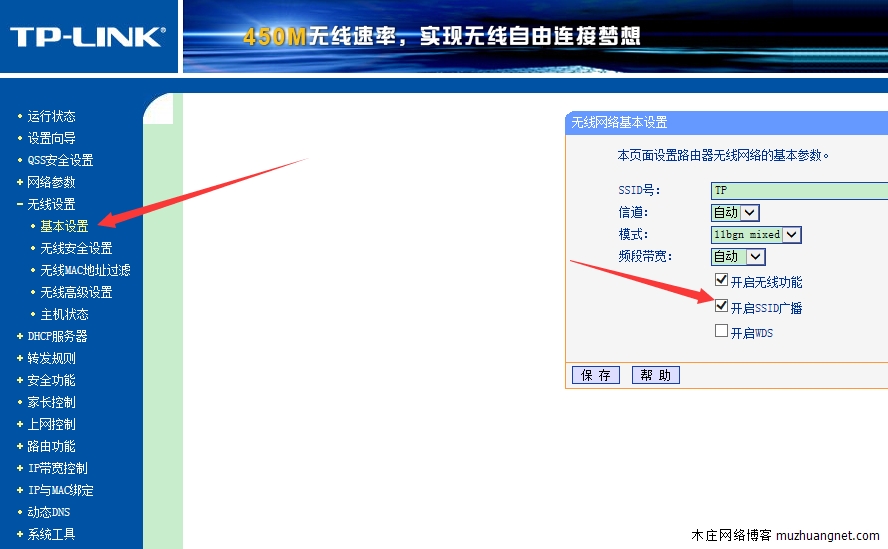 TP-LINK®
450M无线速率，实现无线自由连接梦想
运行状态
设置向导
QSS安全设置
网络参数
无线设置
基本设置
无线安全设置
无线MAC地址过滤
无线高级设置
主机状态
DHCP服务器
转发规则
安全功能
家长控制
上网控制
路由功能
IP带宽控制
IP与MAC绑定
动态DNS
系统工具
无线网络基本设置
本页面设置路由器无线网络的基本参数。
SSID号： TP
信道： 自动
模式： 11bgn mixed
频段带宽： 自动
开启无线功能
开启SSID广播
开启WDS
保 存 帮 助
木庄网络博客 muzhuangnet.com